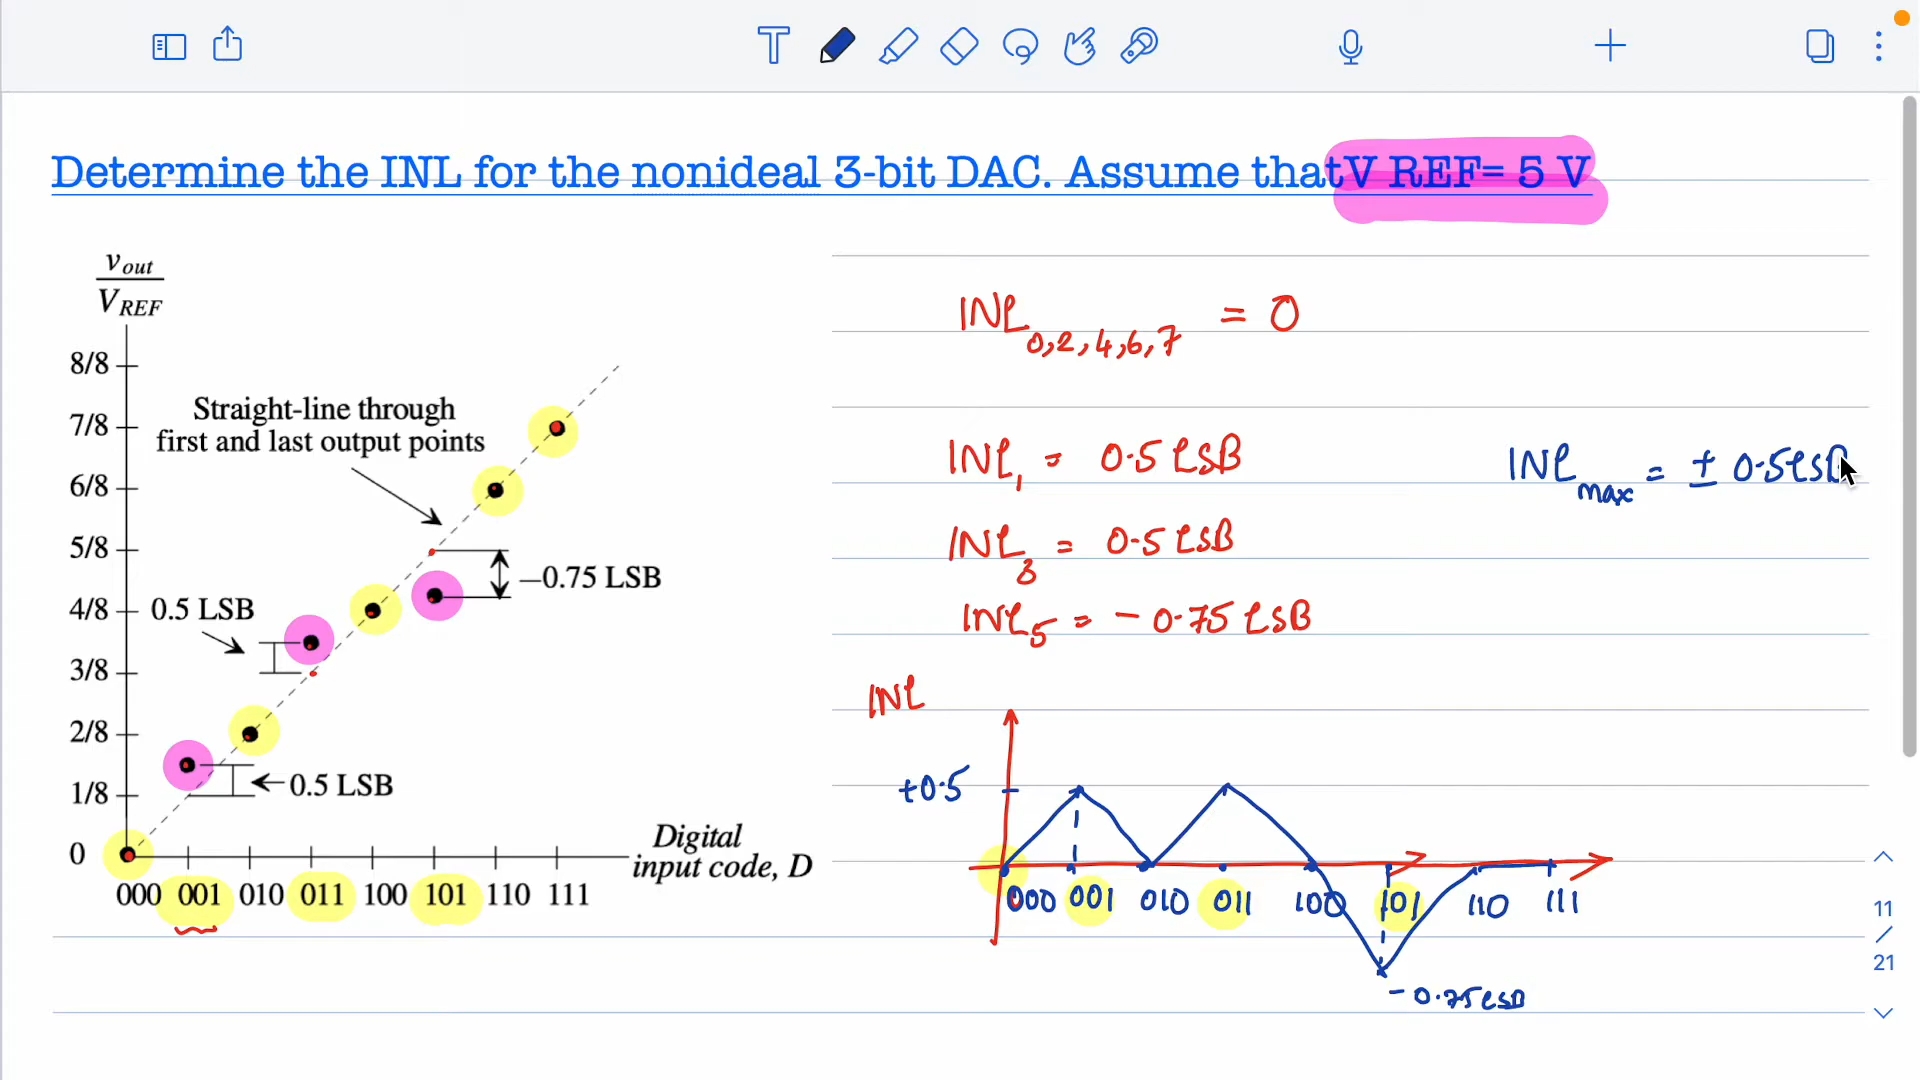 Determine the INL for the nonideal 3-bit DAC. Assume that V REF= 5 V
vout
VREF
8/8
7/8
6/8
5/8
4/8
3/8
2/8
1/8
0
Straight-line through
first and last output points
–0.75 LSB
0.5 LSB
0.5 LSB
Digital
input code, D
000 001 010 011 100 101 110 111
INL0,2,4,6,7 = 0
INL1 = 0.5 LSB
INLmax = ± 0.5 LSB
INL3 = 0.5 LSB
INL5 = - 0.75 LSB
INL
+0.5
000 001 010 011 100 101 110 111
- 0.75 LSB
11
/
21